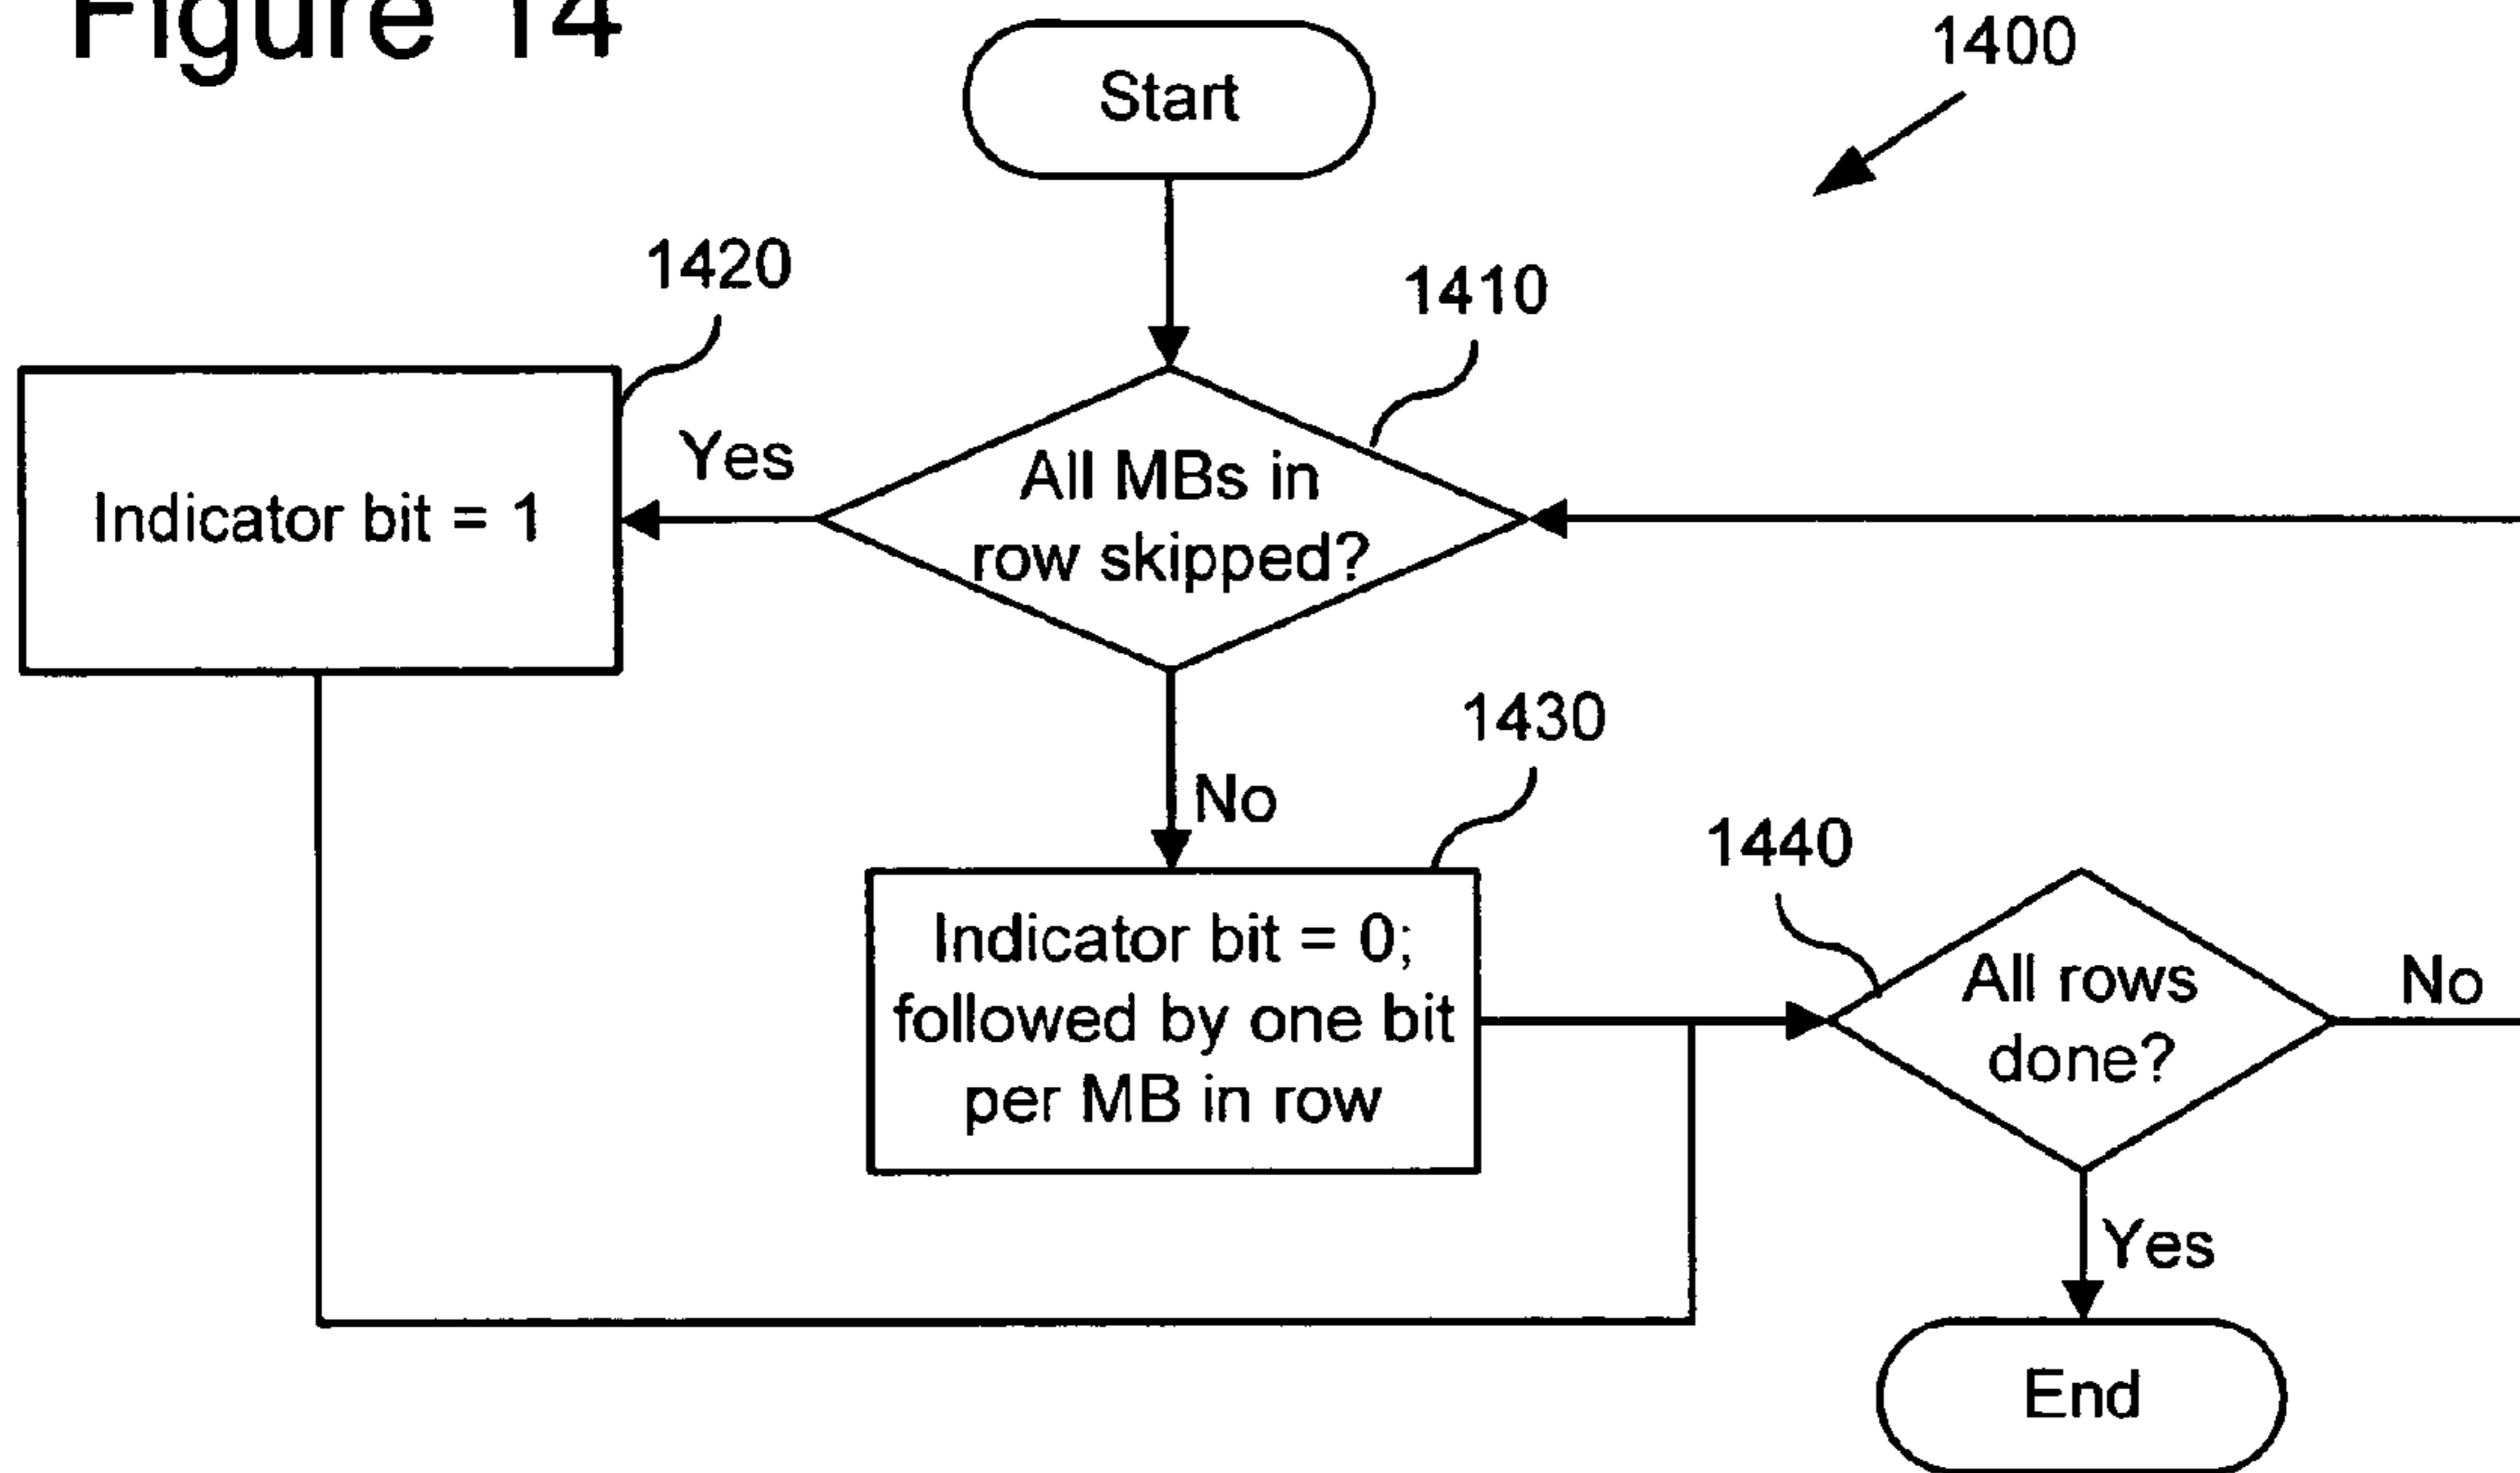 Figure 14
Start
1400
1420
1410
Indicator bit = 1
Yes
All MBs in
row skipped?
No
1430
Indicator bit = 0;
followed by one bit
per MB in row
1440
All rows
done?
No
Yes
End